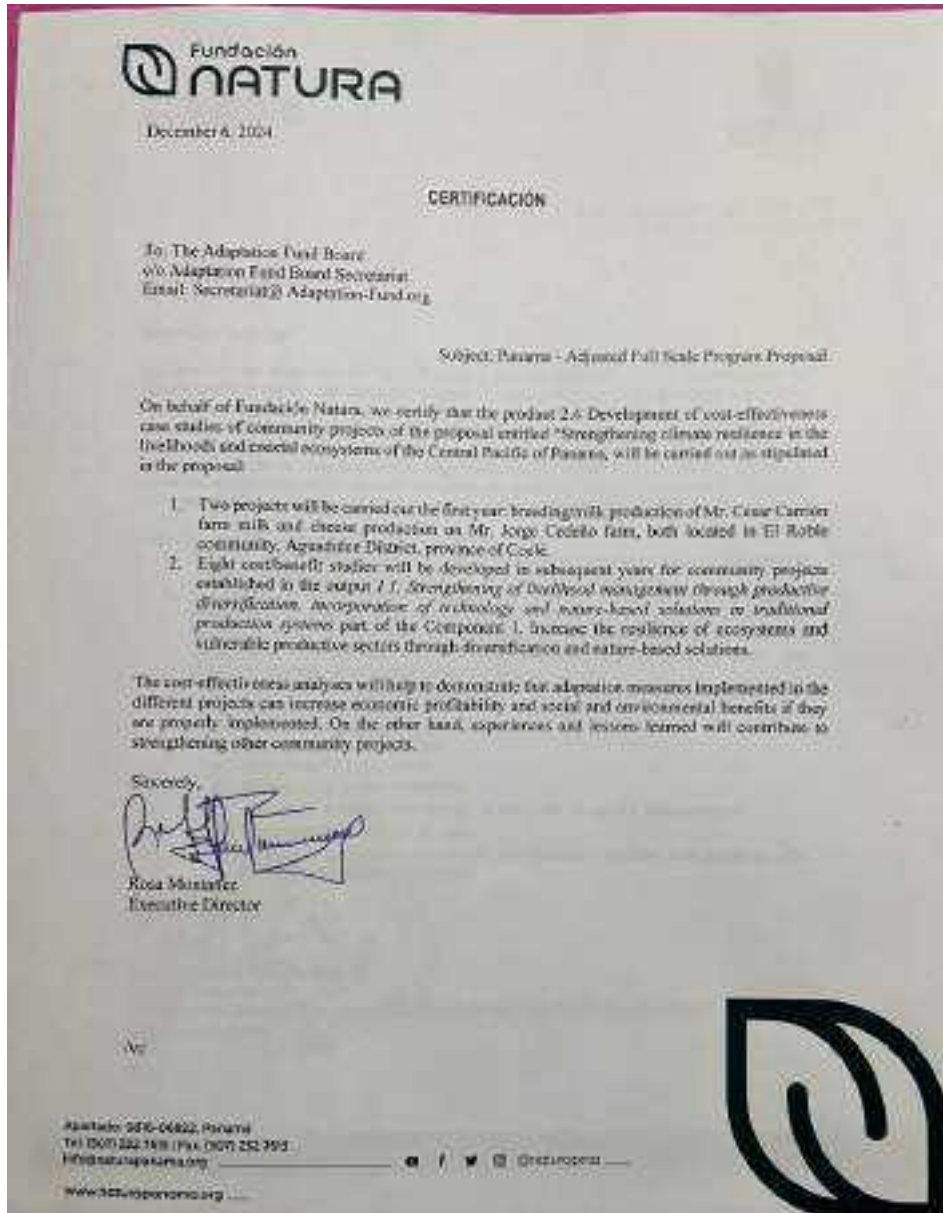 Fundación
NATURA
December 6, 2024
CERTIFICACIÓN
To: The Adaptation Fund Board
c/o Adaptation Fund Board Secretariat
Email: Secretariat@ Adaptation-Fund.org
Subject: Panama - Adjusted Full Scale Program Proposal
On behalf of Fundación Natura, we certify that the product 2.6 Development of cost-effectiveness
case studies of community projects of the proposal entitled "Strengthening climate resilience in the
livelihoods and coastal ecosystems of the Central Pacific of Panama, will be carried out as stipulated
in the proposal:
1. Two projects will be carried out the first year: breeding/milk production of Mr. Cesar Carrión
farm milk and cheese production on Mr. Jorge Cedeño farm, both located in El Roble
community, Aguadulce District, province of Cocle.
2. Eight cost/benefit studies will be developed in subsequent years for community projects
established in the output 1.1. Strengthening of livelihood management through productive
diversification, incorporation of technology and nature-based solutions in traditional
production systems part of the Component 1. Increase the resilience of ecosystems and
vulnerable productive sectors through diversification and nature-based solutions.
The cost-effectiveness analyses will help to demonstrate that adaptation measures implemented in the
different projects can increase economic profitability and social and environmental benefits if they
are properly implemented. On the other hand, experiences and lessons learned will contribute to
strengthening other community projects.
Sincerely,
Rosa Montañez
Executive Director
Apartado 0816-06822, Panamá
Tel. (507) 232
info@naturapanama.org
@naturapma
www.naturapanama.org